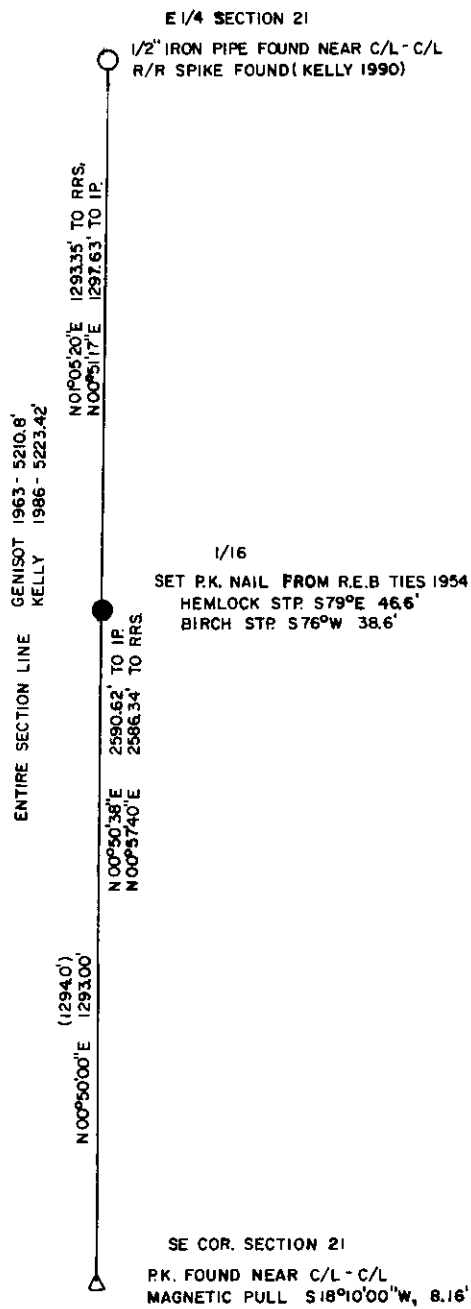 E 1/4 SECTION 21
1/2" IRON PIPE FOUND NEAR C/L - C/L
R/R SPIKE FOUND (KELLY 1990)
N01°05'20"E 1293.35' TO RRS.
N00°51'17"E 1297.63' TO I.P.
ENTIRE SECTION LINE GENISOT 1963 - 5210.8'
KELLY 1986 - 5223.42'
1/16
SET P.K. NAIL FROM R.E.B TIES 1954
HEMLOCK STP. S79°E 46.6'
BIRCH STP. S76°W 38.6'
N00°50'38"E 2590.62' TO I.P.
N00°57'40"E 2586.34' TO RRS.
(1294.0')
N00°50'00"E 1293.00'
SE COR. SECTION 21
P.K. FOUND NEAR C/L - C/L
MAGNETIC PULL S18°10'00"W, 8.16'